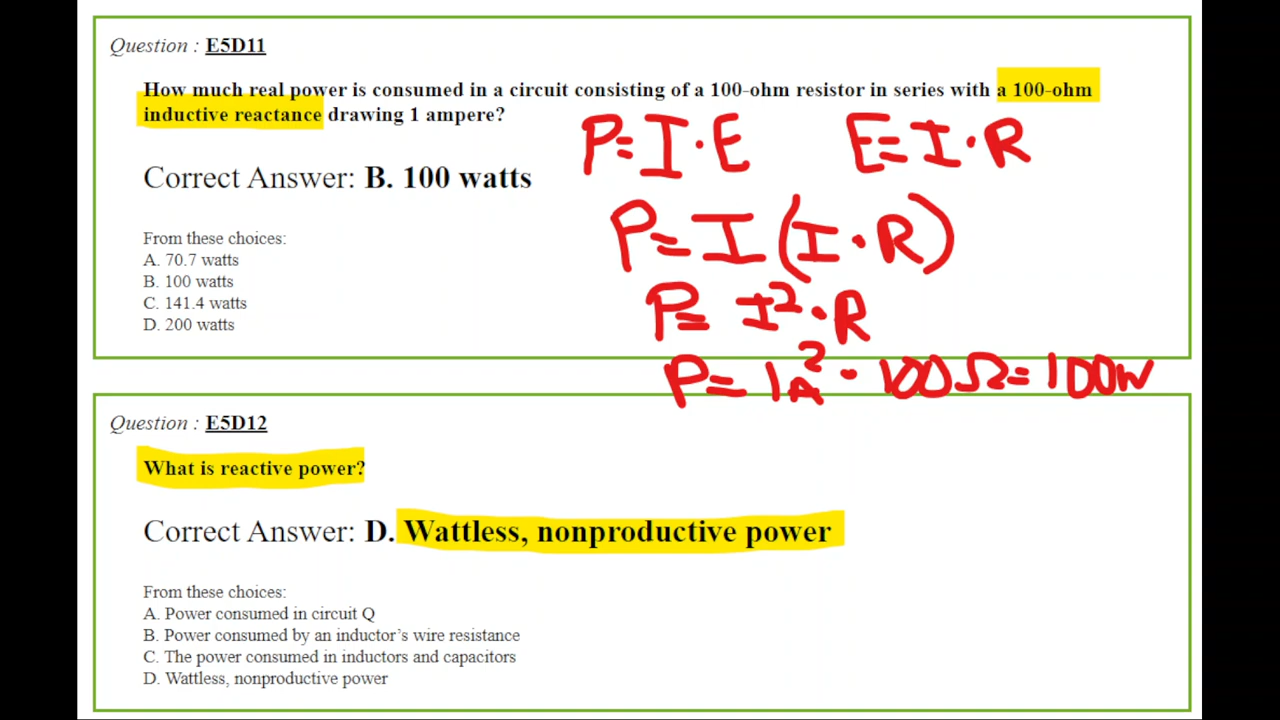 Question : E5D11
How much real power is consumed in a circuit consisting of a 100-ohm resistor in series with a 100-ohm
inductive reactance drawing 1 ampere?
P=I·E E=I·R
Correct Answer: B. 100 watts
P=I(I·R)
From these choices:
A. 70.7 watts
B. 100 watts
P= I²·R
C. 141.4 watts
D. 200 watts
P= 1A²·100Ω=100W
Question : E5D12
What is reactive power?
Correct Answer: D. Wattless, nonproductive power
From these choices:
A. Power consumed in circuit Q
B. Power consumed by an inductor’s wire resistance
C. The power consumed in inductors and capacitors
D. Wattless, nonproductive power